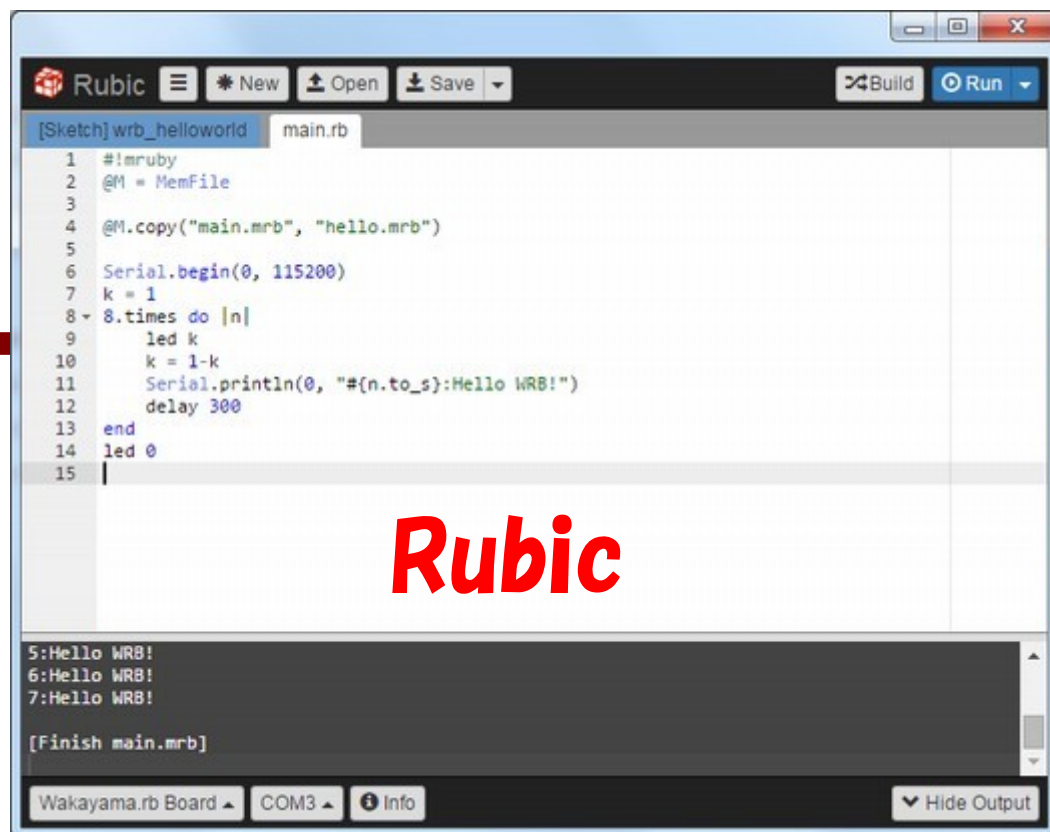 Rubic New Open Save Build Run
[Sketch] wrb_helloworld main.rb
1 #!mruby
2 @M = MemFile
3
4 @M.copy("main.mrb", "hello.mrb")
5
6 Serial.begin(0, 115200)
7 k = 1
8 8.times do |n|
9 led k
10 k = 1-k
11 Serial.println(0, "#{n.to_s}:Hello WRB!")
12 delay 300
13 end
14 led 0
15
Rubic
5:Hello WRB!
6:Hello WRB!
7:Hello WRB!
[Finish main.mrb]
Wakayama.rb Board COM3 Info Hide Output